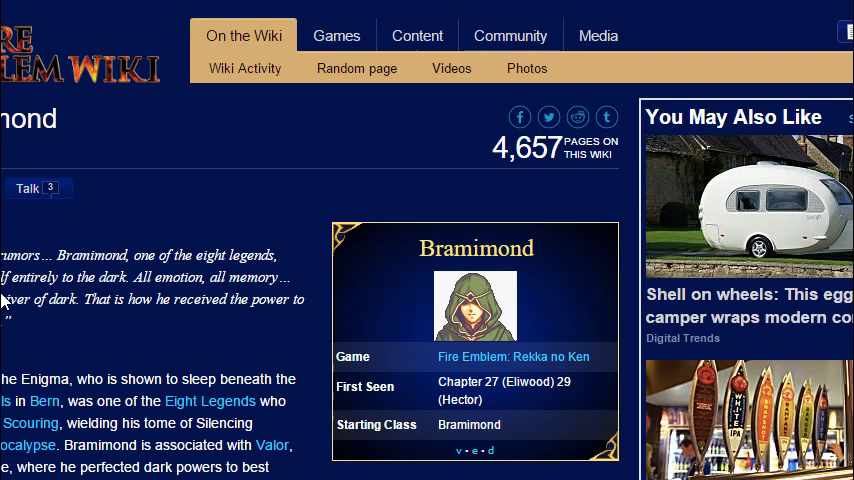 RE
LEM WIKI
On the Wiki
Games
Content
Community
Media
Wiki Activity
Random page
Videos
Photos
mond
4,657 PAGES ON
THIS WIKI
Talk 3
rumors... Bramimond, one of the eight legends,
lf entirely to the dark. All emotion, all memory...
iver of dark. That is how he received the power to
."
he Enigma, who is shown to sleep beneath the
ls in Bern, was one of the Eight Legends who
Scouring, wielding his tome of Silencing
ocalypse. Bramimond is associated with Valor,
e, where he perfected dark powers to best
Bramimond
Game Fire Emblem: Rekka no Ken
First Seen Chapter 27 (Eliwood) 29
(Hector)
Starting Class Bramimond
v • e • d
You May Also Like
Shell on wheels: This egg
camper wraps modern co
Digital Trends
WHITE
IPA